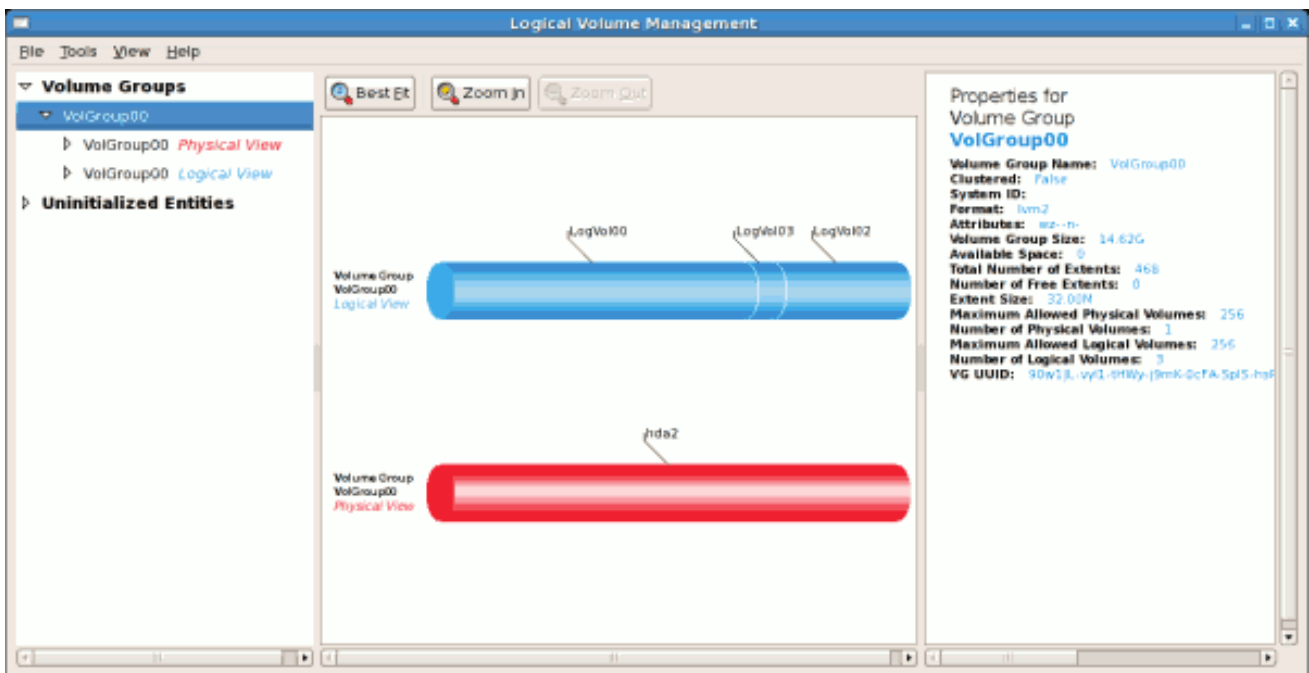 Logical Volume Management
File Tools View Help
Volume Groups
VolGroup00
VolGroup00 Physical View
VolGroup00 Logical View
Uninitialized Entities
Best Fit
Zoom In
Zoom Out
LogVol00
LogVol03
LogVol02
Volume Group
VolGroup00
Logical View
hda2
Volume Group
VolGroup00
Physical View
Properties for
Volume Group
VolGroup00
Volume Group Name: VolGroup00
Clustered: False
System ID:
Format: lvm2
Attributes: wz--n-
Volume Group Size: 14.62G
Available Space: 0
Total Number of Extents: 468
Number of Free Extents: 0
Extent Size: 32.00M
Maximum Allowed Physical Volumes: 256
Number of Physical Volumes: 1
Maximum Allowed Logical Volumes: 256
Number of Logical Volumes: 3
VG UUID: